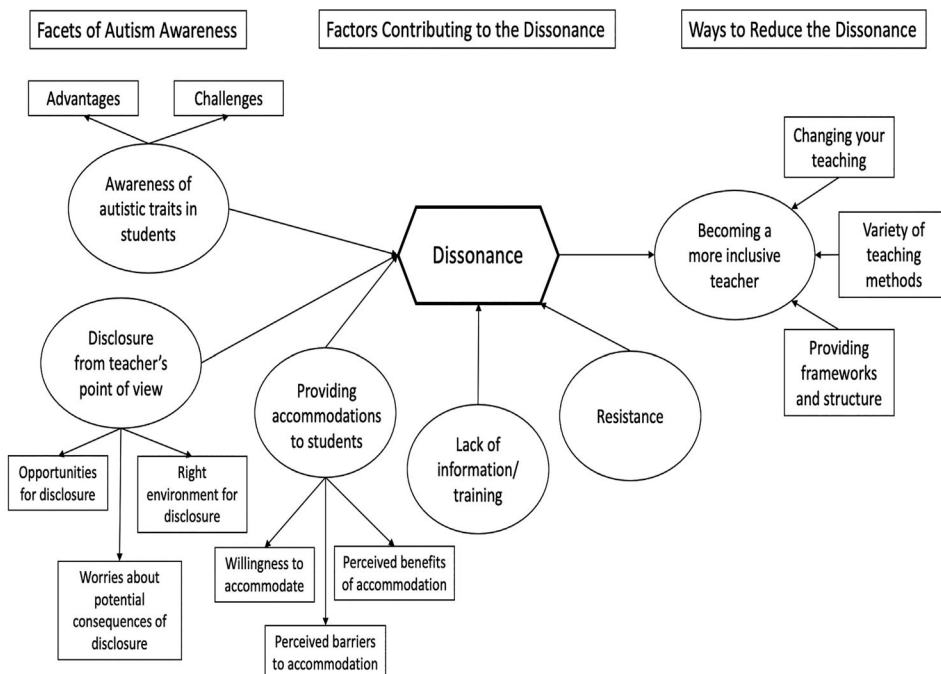 Facets of Autism Awareness
Factors Contributing to the Dissonance
Ways to Reduce the Dissonance
Advantages
Challenges
Awareness of
autistic traits in
students
Disclosure
from teacher's
point of view
Opportunities
for disclosure
Right
environment for
disclosure
Worries about
potential
consequences of
disclosure
Providing
accommodations
to students
Willingness to
accommodate
Perceived benefits
of accommodation
Perceived barriers
to accommodation
Dissonance
Lack of
information/
training
Resistance
Becoming a
more inclusive
teacher
Changing your
teaching
Variety of
teaching
methods
Providing
frameworks
and structure